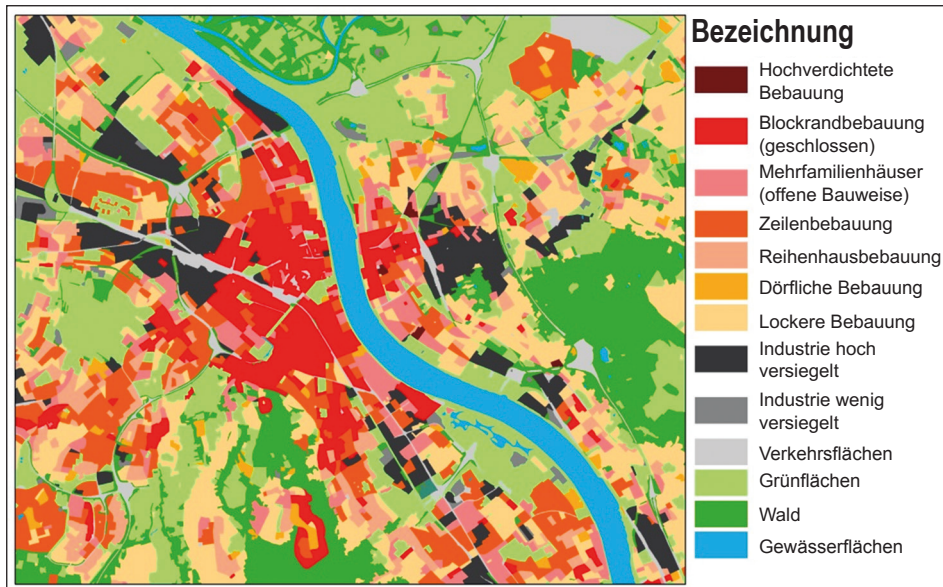 Bezeichnung
Hochverdichtete
Bebauung
Blockrandbebauung
(geschlossen)
Mehrfamilienhäuser
(offene Bauweise)
Zeilenbebauung
Reihenhausbebauung
Dörfliche Bebauung
Lockere Bebauung
Industrie hoch
versiegelt
Industrie wenig
versiegelt
Verkehrsflächen
Grünflächen
Wald
Gewässerflächen